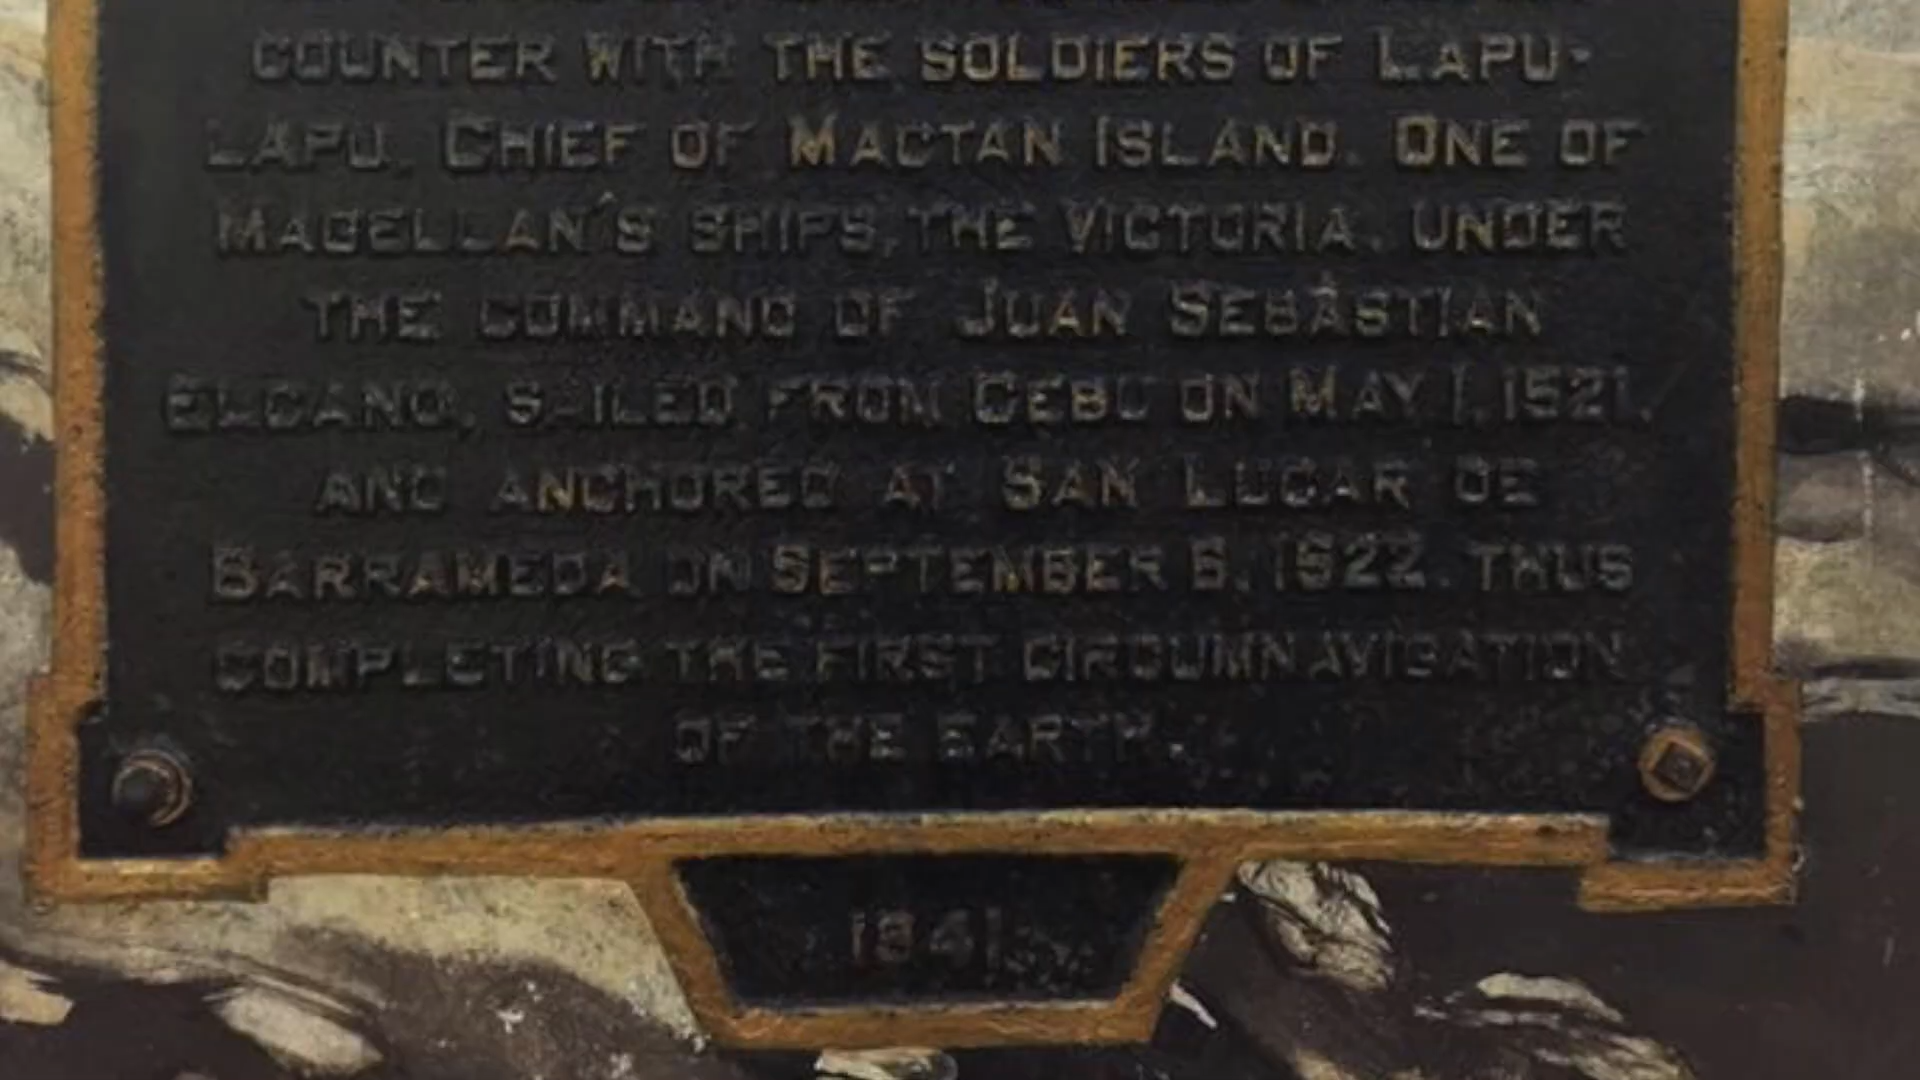 COUNTER WITH THE SOLDIERS OF LAPU-
LAPU, CHIEF OF MACTAN ISLAND. ONE OF
MAGELLAN'S SHIPS, THE VICTORIA, UNDER
THE COMMAND OF JUAN SEBASTIAN
ELCANO, SAILED FROM CEBU ON MAY 1, 1521,
AND ANCHORED AT SAN LUCAR DE
BARRAMEDA ON SEPTEMBER 6, 1522, THUS
COMPLETING THE FIRST CIRCUMNAVIGATION
OF THE EARTH.
1941